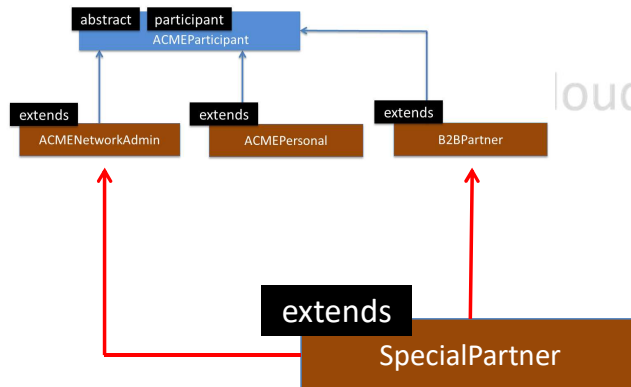 abstract participant
ACMEParticipant
extends extends extends
ACMENetworkAdmin ACMEPersonal B2BPartner
extends
SpecialPartner